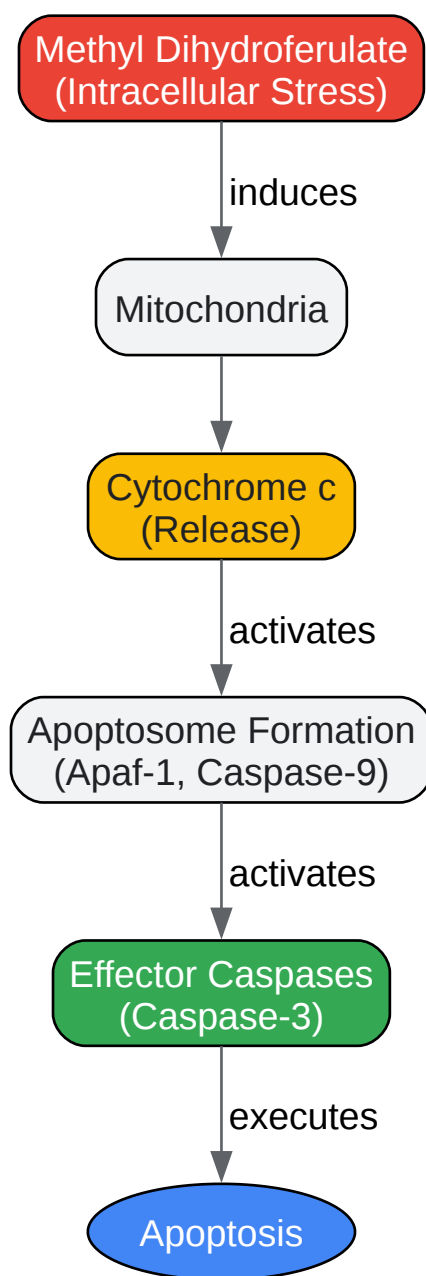 Methyl Dihydroferulate
(Intracellular Stress)
induces
Mitochondria
Cytochrome c
(Release)
activates
Apoptosome Formation
(Apaf-1, Caspase-9)
activates
Effector Caspases
(Caspase-3)
executes
Apoptosis